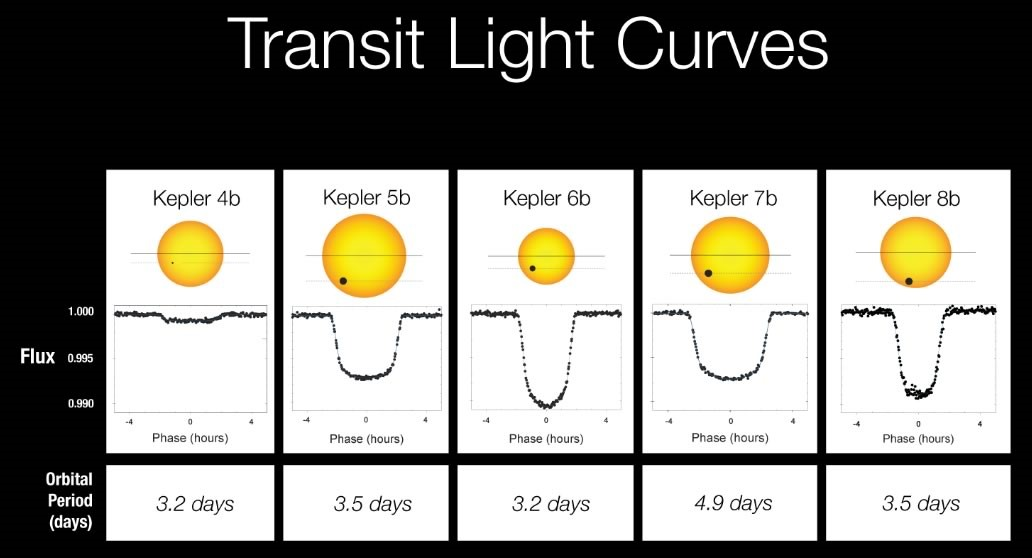 Transit Light Curves
Kepler 4b
Kepler 5b
Kepler 6b
Kepler 7b
Kepler 8b
Flux
1.000
0.995
0.990
-4 0 4
-4 0 4
-4 0 4
-4 0 4
-4 0 4
Phase (hours)
Phase (hours)
Phase (hours)
Phase (hours)
Phase (hours)
Orbital
Period
(days)
3.2 days
3.5 days
3.2 days
4.9 days
3.5 days